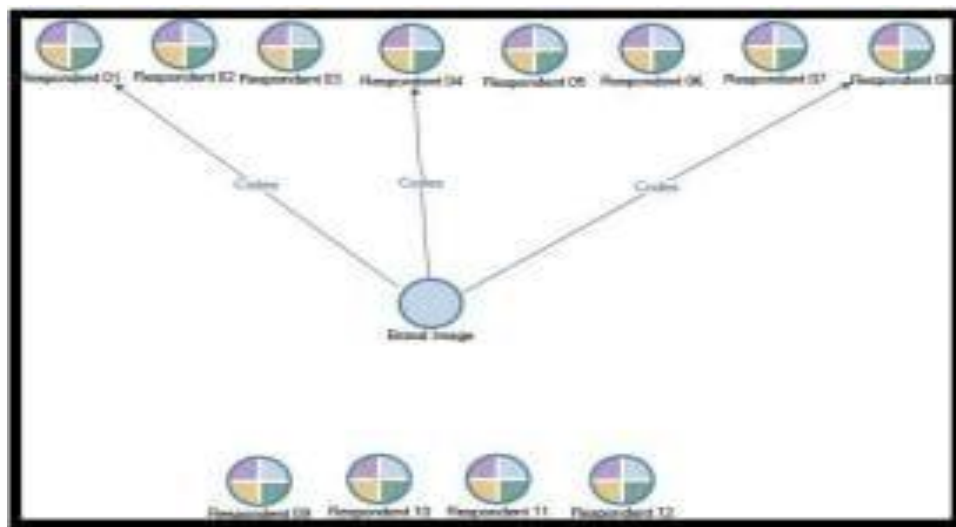 Respondent 01 Respondent 02 Respondent 03 Respondent 04 Respondent 05 Respondent 06 Respondent 07 Respondent 08
Codes Codes Codes
Brand Image
Respondent 09 Respondent 10 Respondent 11 Respondent 12